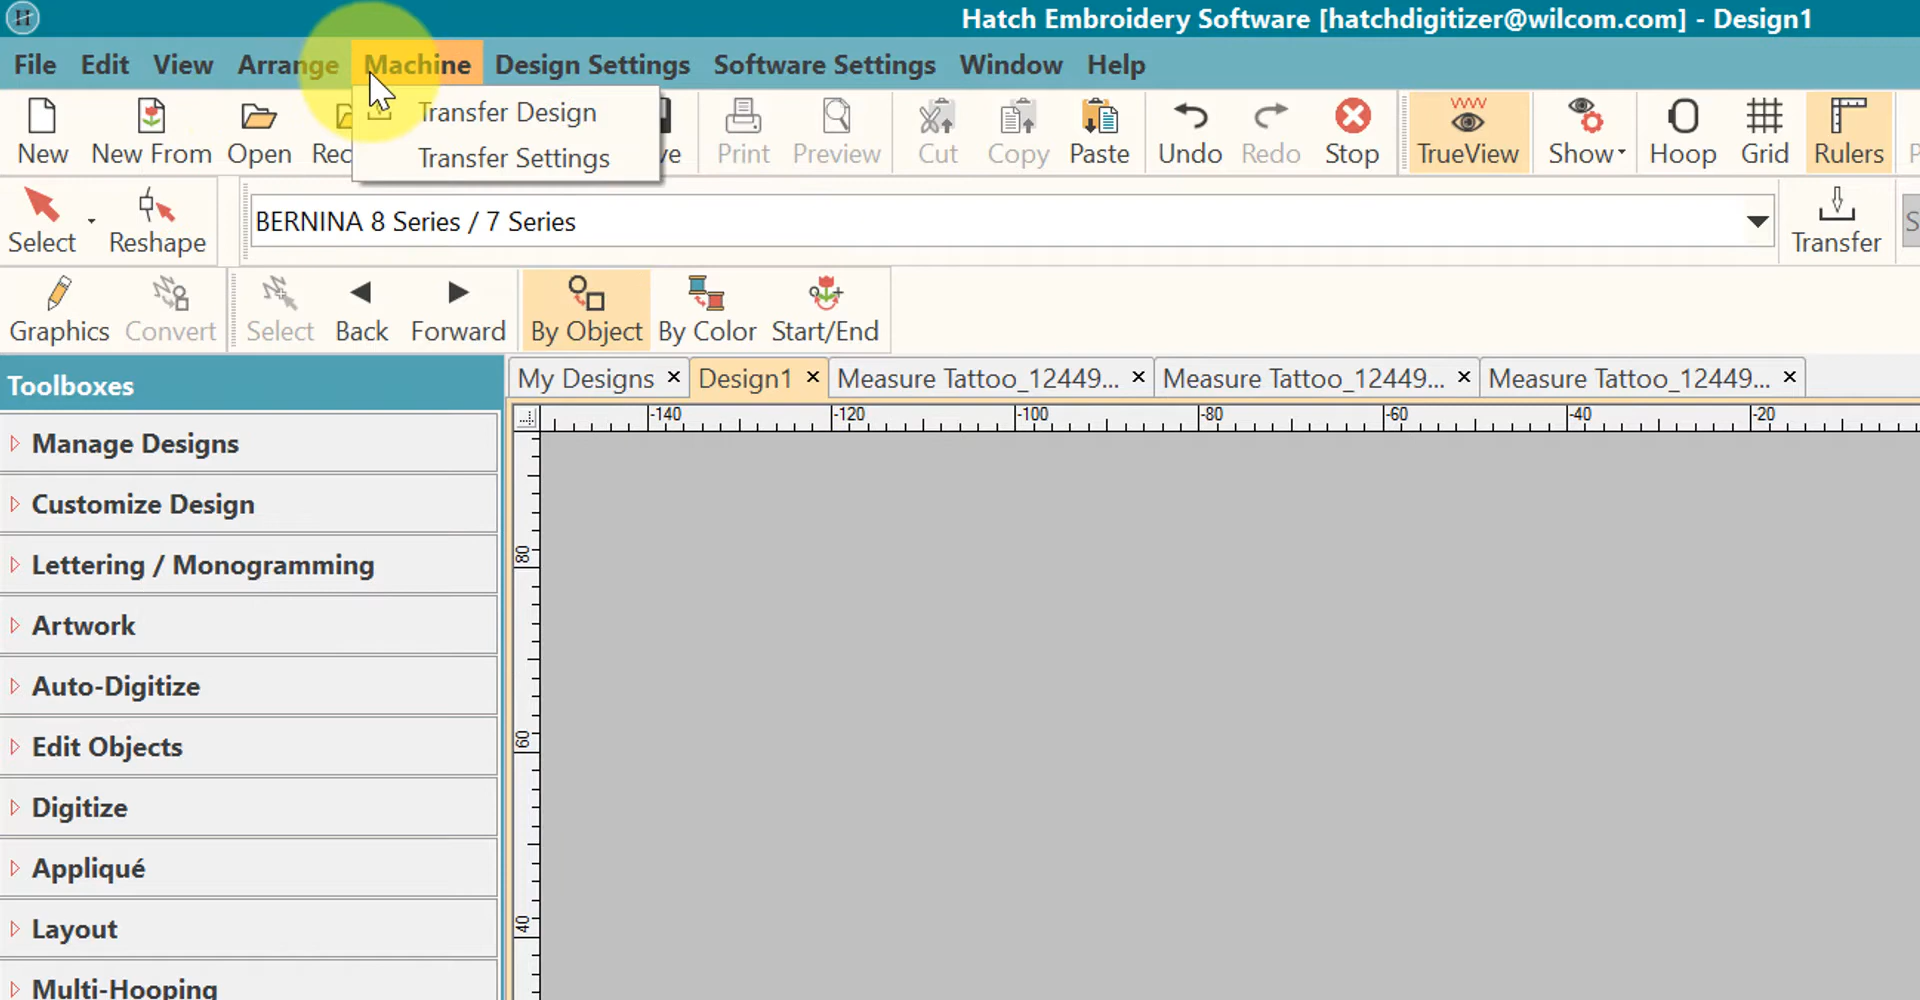 Hatch Embroidery Software [hatchdigitizer@wilcom.com] - Design1
File Edit View Arrange Machine Design Settings Software Settings Window Help
Transfer Design
Transfer Settings
New New From Open Print Preview Cut Copy Paste Undo Redo Stop TrueView Show Hoop Grid Rulers
Select Reshape BERNINA 8 Series / 7 Series Transfer
Graphics Convert Select Back Forward By Object By Color Start/End
Toolboxes
My Designs Design1 Measure Tattoo_12449... Measure Tattoo_12449... Measure Tattoo_12449...
-140 -120 -100 -80 -60 -40 -20
80
60
40
Manage Designs
Customize Design
Lettering / Monogramming
Artwork
Auto-Digitize
Edit Objects
Digitize
Appliqué
Layout
Multi-Hooping